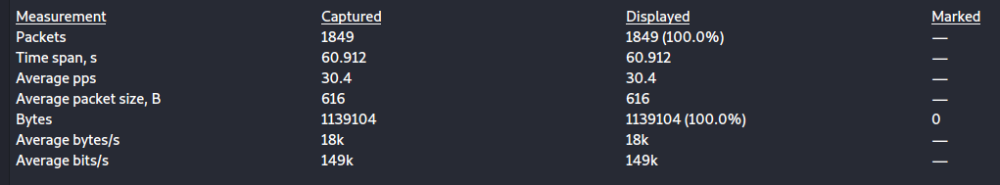 Measurement Captured Displayed Marked
Packets 1849 1849 (100.0%) —
Time span, s 60.912 60.912 —
Average pps 30.4 30.4 —
Average packet size, B 616 616 —
Bytes 1139104 1139104 (100.0%) 0
Average bytes/s 18k 18k —
Average bits/s 149k 149k —